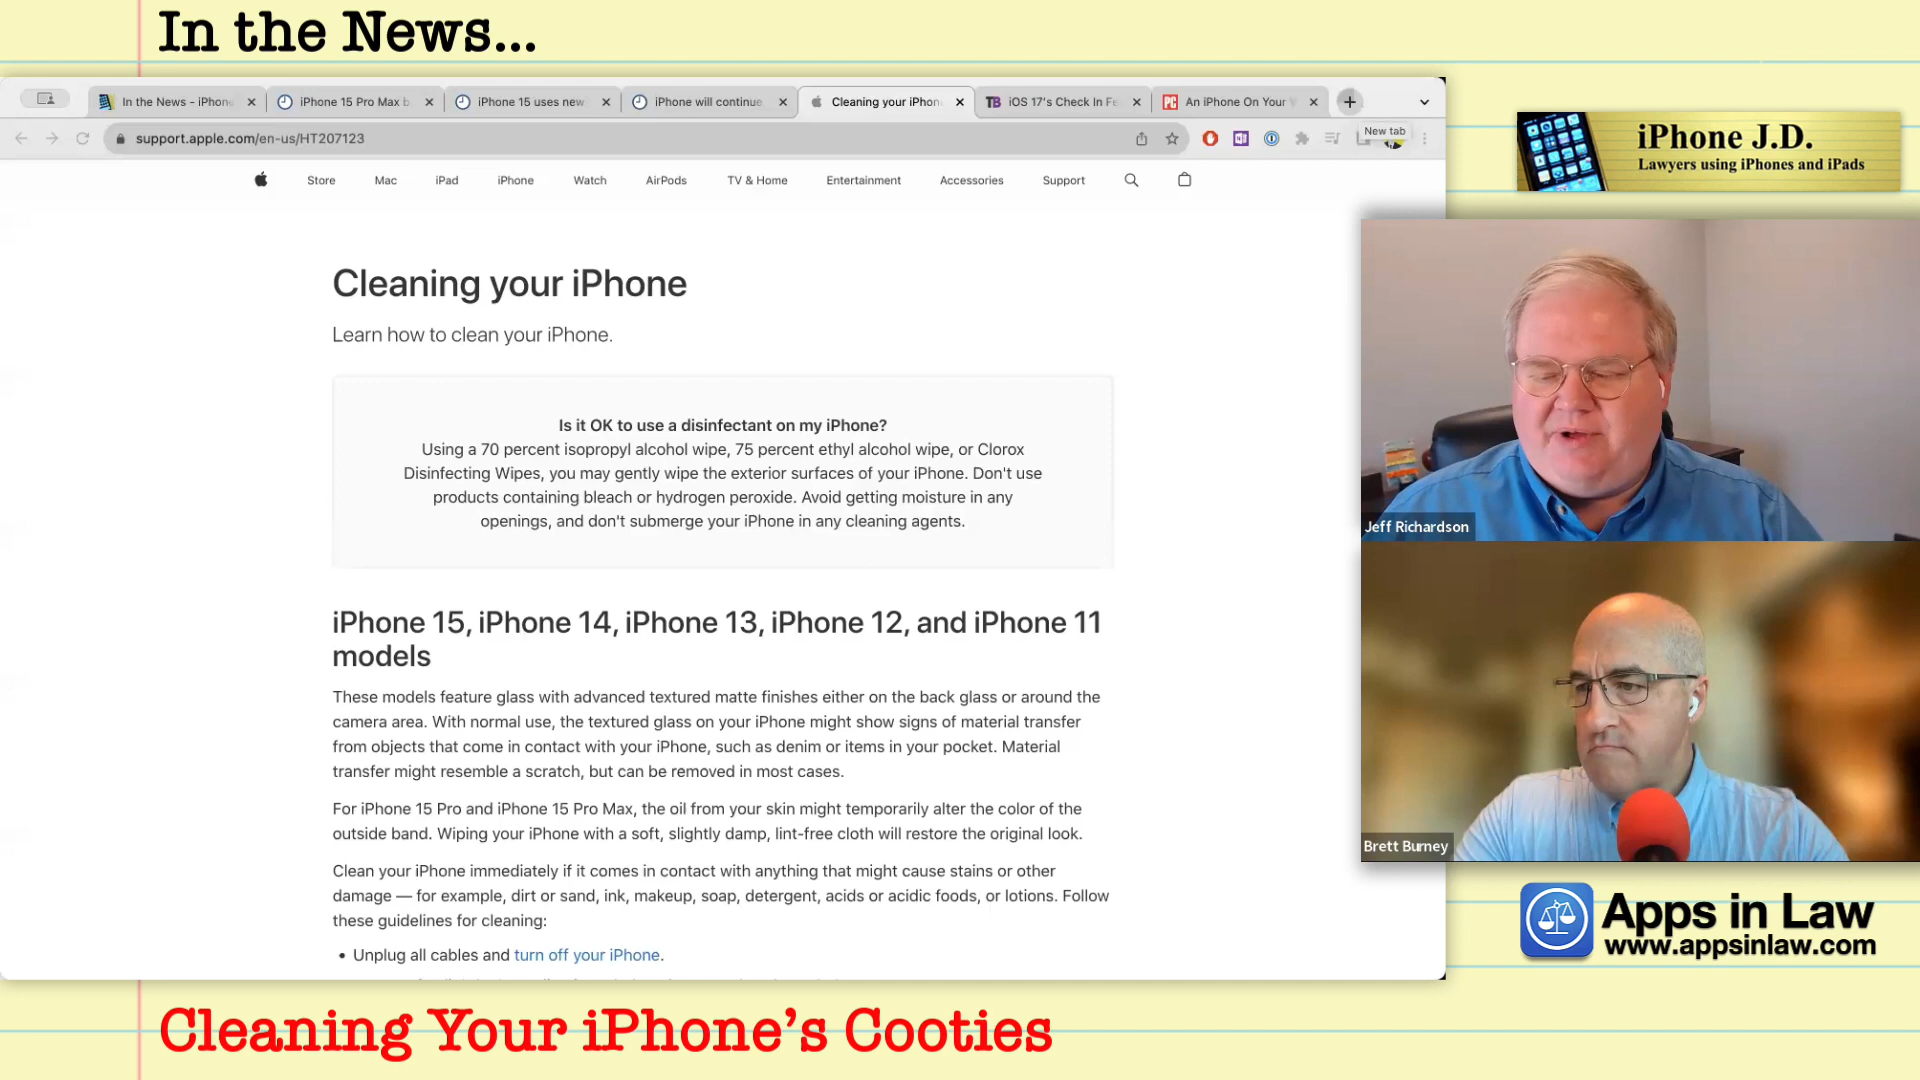 In the News...
In the News - iPhon
iPhone 15 Pro Max b
iPhone 15 uses new
iPhone will continue
Cleaning your iPhon
iOS 17's Check In Fe
An iPhone On Your
support.apple.com/en-us/HT207123
New tab
Store
Mac
iPad
iPhone
Watch
AirPods
TV & Home
Entertainment
Accessories
Support
Cleaning your iPhone
Learn how to clean your iPhone.
Is it OK to use a disinfectant on my iPhone?
Using a 70 percent isopropyl alcohol wipe, 75 percent ethyl alcohol wipe, or Clorox
Disinfecting Wipes, you may gently wipe the exterior surfaces of your iPhone. Don't use
products containing bleach or hydrogen peroxide. Avoid getting moisture in any
openings, and don't submerge your iPhone in any cleaning agents.
iPhone 15, iPhone 14, iPhone 13, iPhone 12, and iPhone 11
models
These models feature glass with advanced textured matte finishes either on the back glass or around the
camera area. With normal use, the textured glass on your iPhone might show signs of material transfer
from objects that come in contact with your iPhone, such as denim or items in your pocket. Material
transfer might resemble a scratch, but can be removed in most cases.
For iPhone 15 Pro and iPhone 15 Pro Max, the oil from your skin might temporarily alter the color of the
outside band. Wiping your iPhone with a soft, slightly damp, lint-free cloth will restore the original look.
Clean your iPhone immediately if it comes in contact with anything that might cause stains or other
damage — for example, dirt or sand, ink, makeup, soap, detergent, acids or acidic foods, or lotions. Follow
these guidelines for cleaning:
• Unplug all cables and turn off your iPhone.
iPhone J.D.
Lawyers using iPhones and iPads
Jeff Richardson
Brett Burney
Apps in Law
www.appsinlaw.com
Cleaning Your iPhone's Cooties